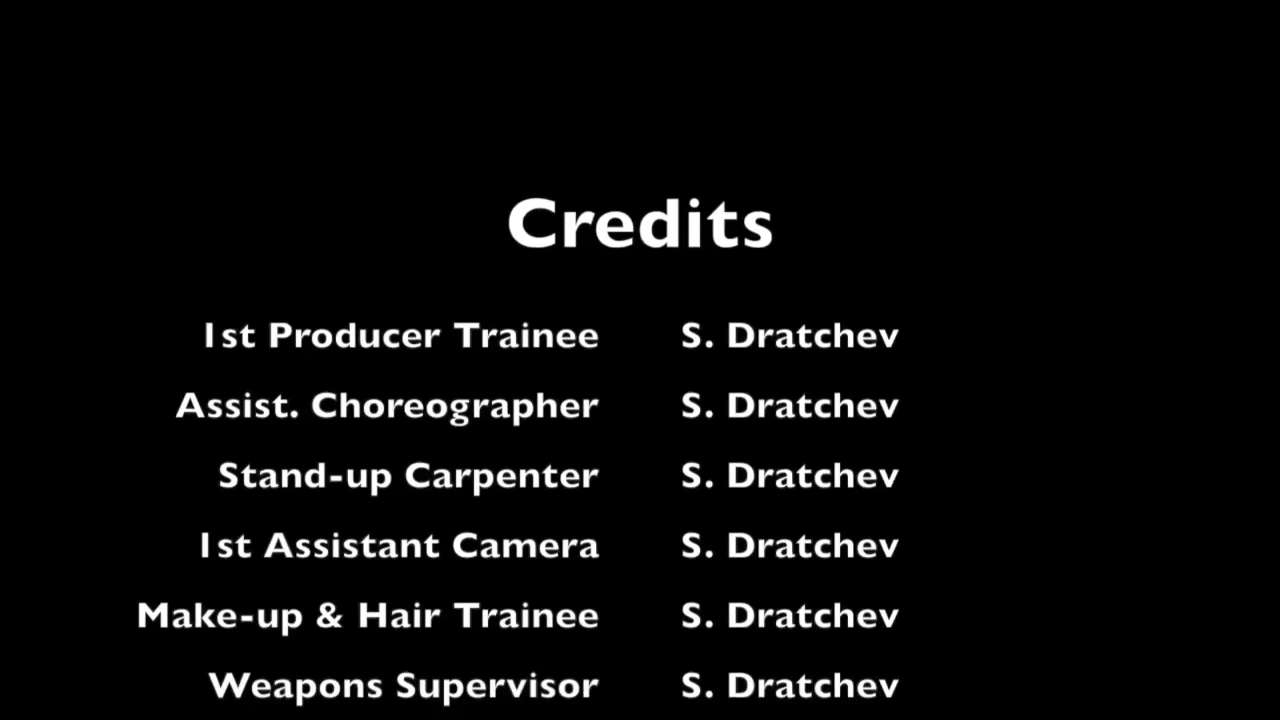 Credits
1st Producer Trainee S. Dratchev
Assist. Choreographer S. Dratchev
Stand-up Carpenter S. Dratchev
1st Assistant Camera S. Dratchev
Make-up & Hair Trainee S. Dratchev
Weapons Supervisor S. Dratchev